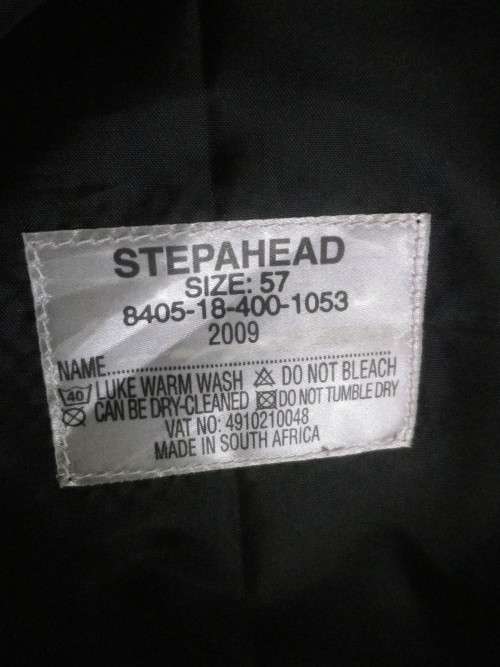 STEPAHEAD
SIZE: 57
8405-18-400-1053
2009
NAME..........................................................
40 LUKE WARM WASH DO NOT BLEACH
CAN BE DRY-CLEANED DO NOT TUMBLE DRY
VAT NO: 4910210048
MADE IN SOUTH AFRICA